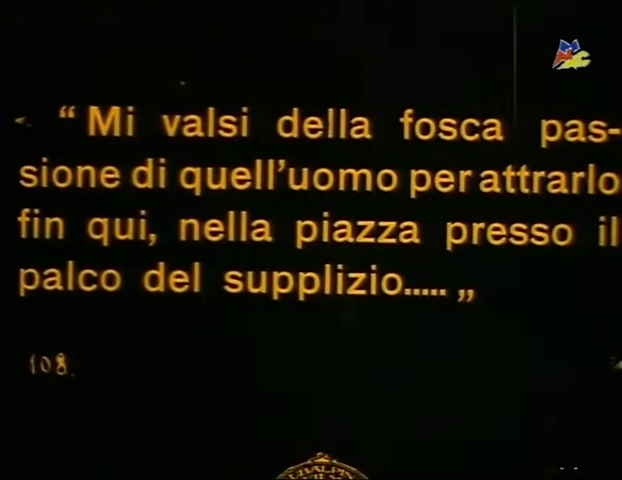 “ Mi valsi della fosca pas-
sione di quell’uomo per attrarlo
fin qui, nella piazza presso il
palco del supplizio..... „
108.